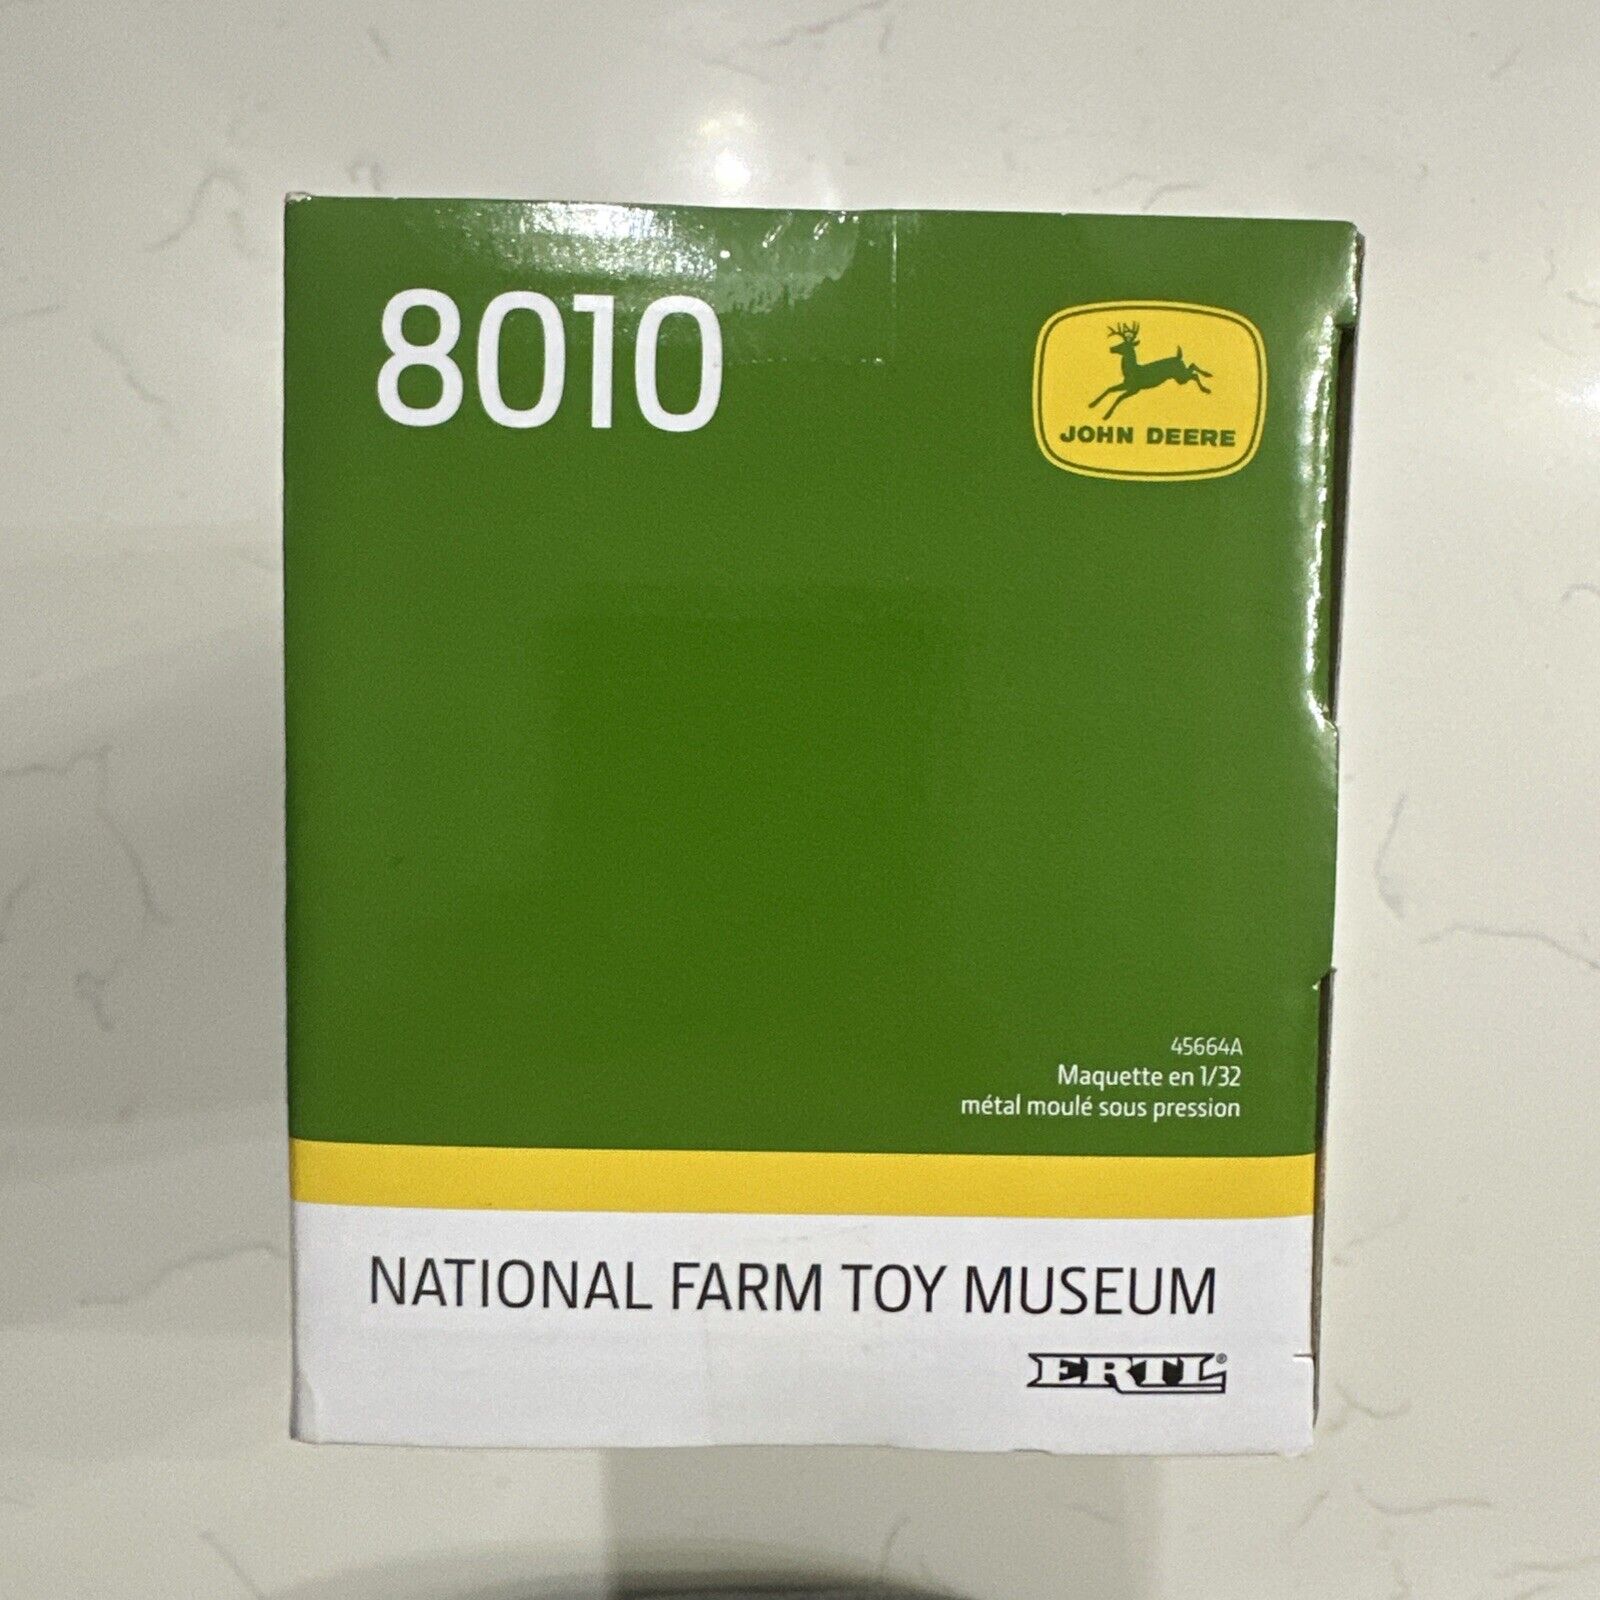 8010
JOHN DEERE
45664A
Maquette en 1/32
métal moulé sous pression
NATIONAL FARM TOY MUSEUM
ERTL®